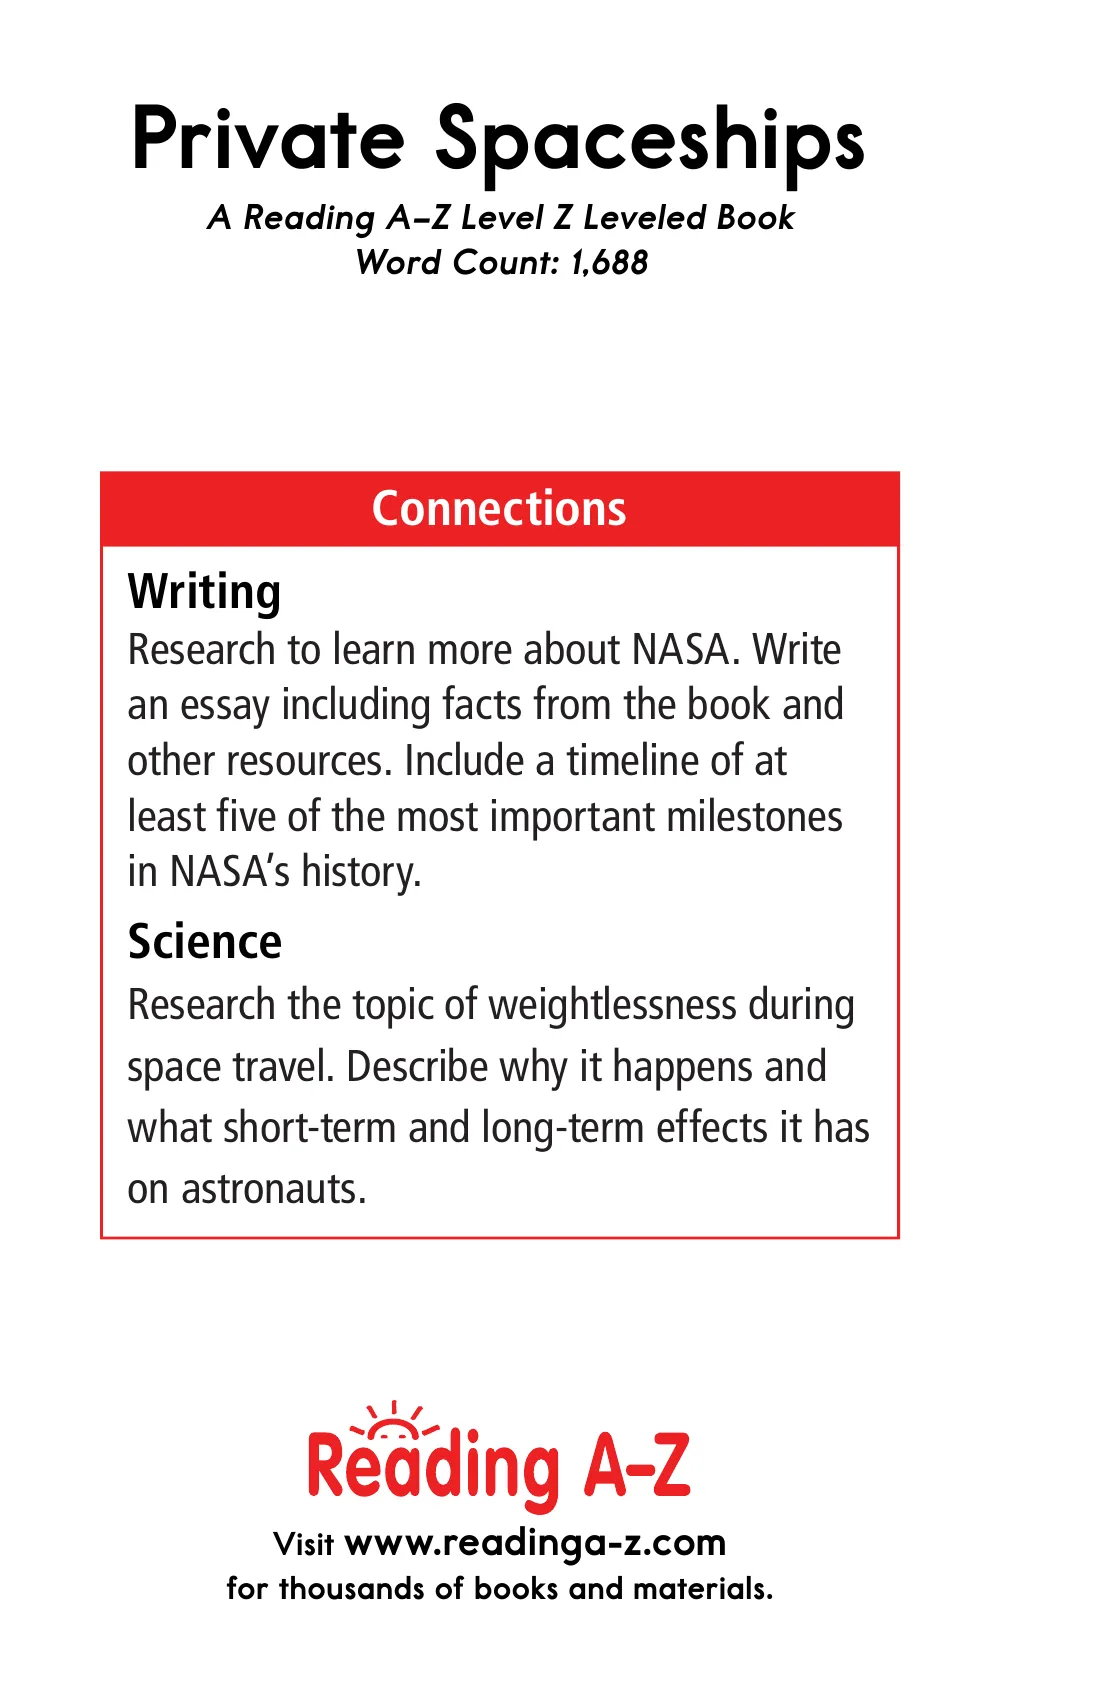 Private Spaceships
A Reading A–Z Level Z Leveled Book
Word Count: 1,688
Connections
Writing
Research to learn more about NASA. Write
an essay including facts from the book and
other resources. Include a timeline of at
least five of the most important milestones
in NASA’s history.
Science
Research the topic of weightlessness during
space travel. Describe why it happens and
what short-term and long-term effects it has
on astronauts.
Reading A–Z
Visit www.readinga-z.com
for thousands of books and materials.